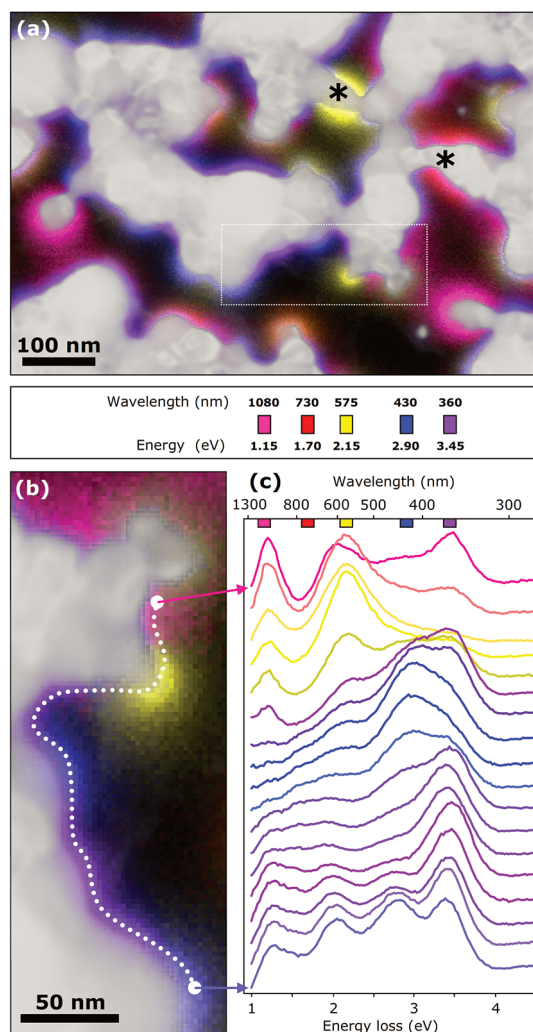 (a)
*
*
100 nm
Wavelength (nm) 1080 730 575 430 360
Energy (eV) 1.15 1.70 2.15 2.90 3.45
(b)
50 nm
(c)
Wavelength (nm)
1300 800 600 500 400 300
1 2 3 4
Energy loss (eV)